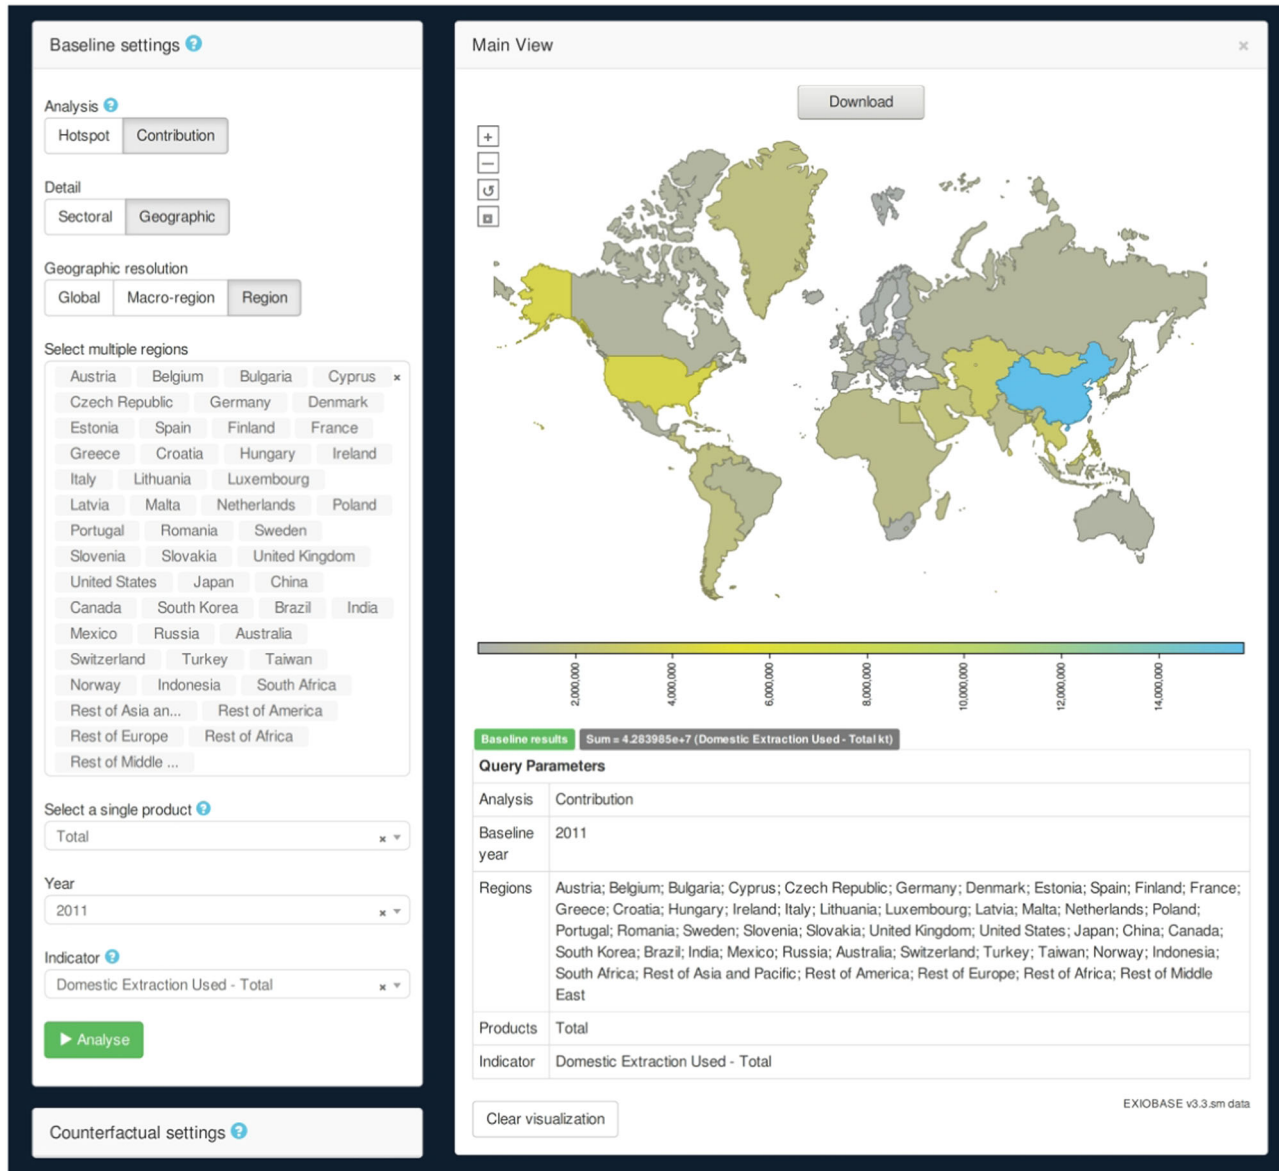 Baseline settings ?
Analysis ?
Hotspot Contribution
Detail
Sectoral Geographic
Geographic resolution
Global Macro-region Region
Select multiple regions
Austria Belgium Bulgaria Cyprus ×
Czech Republic Germany Denmark
Estonia Spain Finland France
Greece Croatia Hungary Ireland
Italy Lithuania Luxembourg
Latvia Malta Netherlands Poland
Portugal Romania Sweden
Slovenia Slovakia United Kingdom
United States Japan China
Canada South Korea Brazil India
Mexico Russia Australia
Switzerland Turkey Taiwan
Norway Indonesia South Africa
Rest of Asia an... Rest of America
Rest of Europe Rest of Africa
Rest of Middle ...
Select a single product ?
Total ×
Year
2011 ×
Indicator ?
Domestic Extraction Used - Total ×
Analyse
Counterfactual settings ?
Main View ×
Download
+
—
↺
2,000,000 4,000,000 6,000,000 8,000,000 10,000,000 12,000,000 14,000,000
Baseline results Sum = 4.283985e+7 (Domestic Extraction Used - Total kt)
Query Parameters
Analysis Contribution
Baseline year 2011
Regions Austria; Belgium; Bulgaria; Cyprus; Czech Republic; Germany; Denmark; Estonia; Spain; Finland; France;
Greece; Croatia; Hungary; Ireland; Italy; Lithuania; Luxembourg; Latvia; Malta; Netherlands; Poland;
Portugal; Romania; Sweden; Slovenia; Slovakia; United Kingdom; United States; Japan; China; Canada;
South Korea; Brazil; India; Mexico; Russia; Australia; Switzerland; Turkey; Taiwan; Norway; Indonesia;
South Africa; Rest of Asia and Pacific; Rest of America; Rest of Europe; Rest of Africa; Rest of Middle
East
Products Total
Indicator Domestic Extraction Used - Total
EXIOBASE v3.3.sm data
Clear visualization